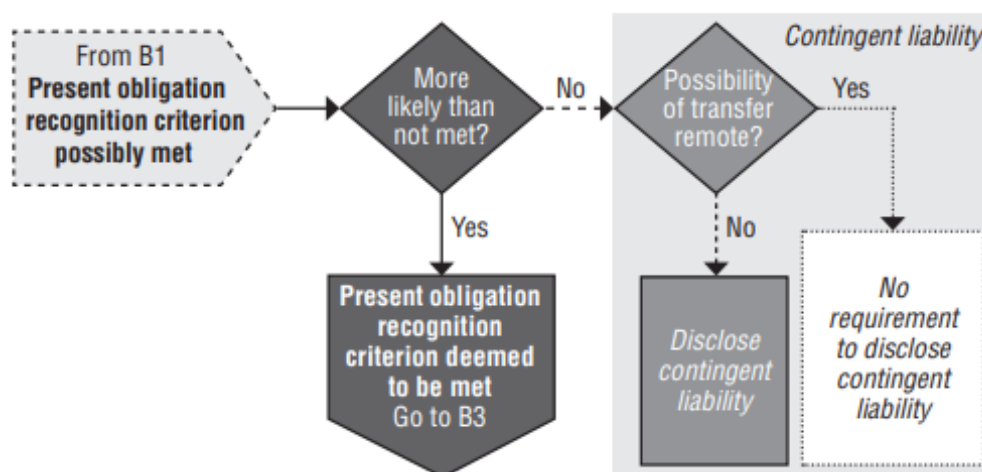 From B1
Present obligation
recognition criterion
possibly met
More
likely than
not met?
No
Yes
Present obligation
recognition
criterion deemed
to be met
Go to B3
Contingent liability
Possibility
of transfer
remote?
Yes
No
Disclose
contingent
liability
No
requirement
to disclose
contingent
liability